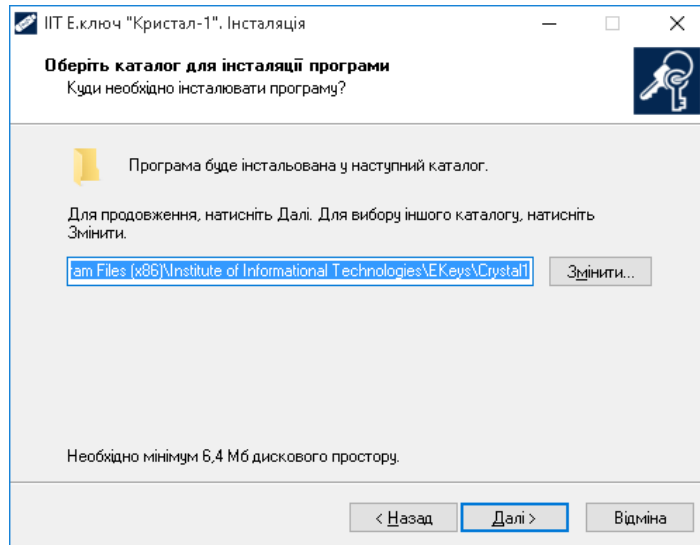 ІІТ Е.ключ "Кристал-1". Інсталяція
Оберіть каталог для інсталяції програми
Куди необхідно інсталювати програму?
Програма буде інстальована у наступний каталог.
Для продовження, натисніть Далі. Для вибору іншого каталогу, натисніть
Змінити.
ram Files (x86)\Institute of Informational Technologies\EKeys\Crystal1
Змінити...
Необхідно мінімум 6,4 Мб дискового простору.
< Назад
Далі >
Відміна